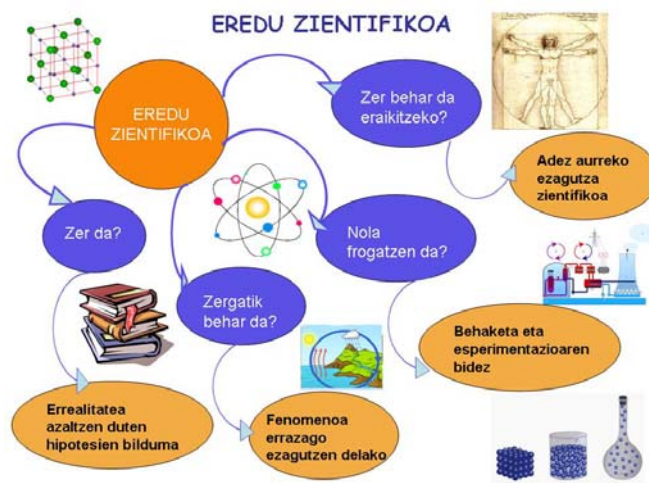 EREDU ZIENTIFIKOA
EREDU
ZIENTIFIKOA
Zer behar da
eraikitzeko?
Adez aurreko
ezagutza
zientifikoa
Zer da?
Nola
frogatzen da?
Zergatik
behar da?
Behaketa eta
esperimentazioaren
bidez
Errealitatea
azaltzen duten
hipotesien bilduma
Fenomenoa
errazago
ezagutzen delako